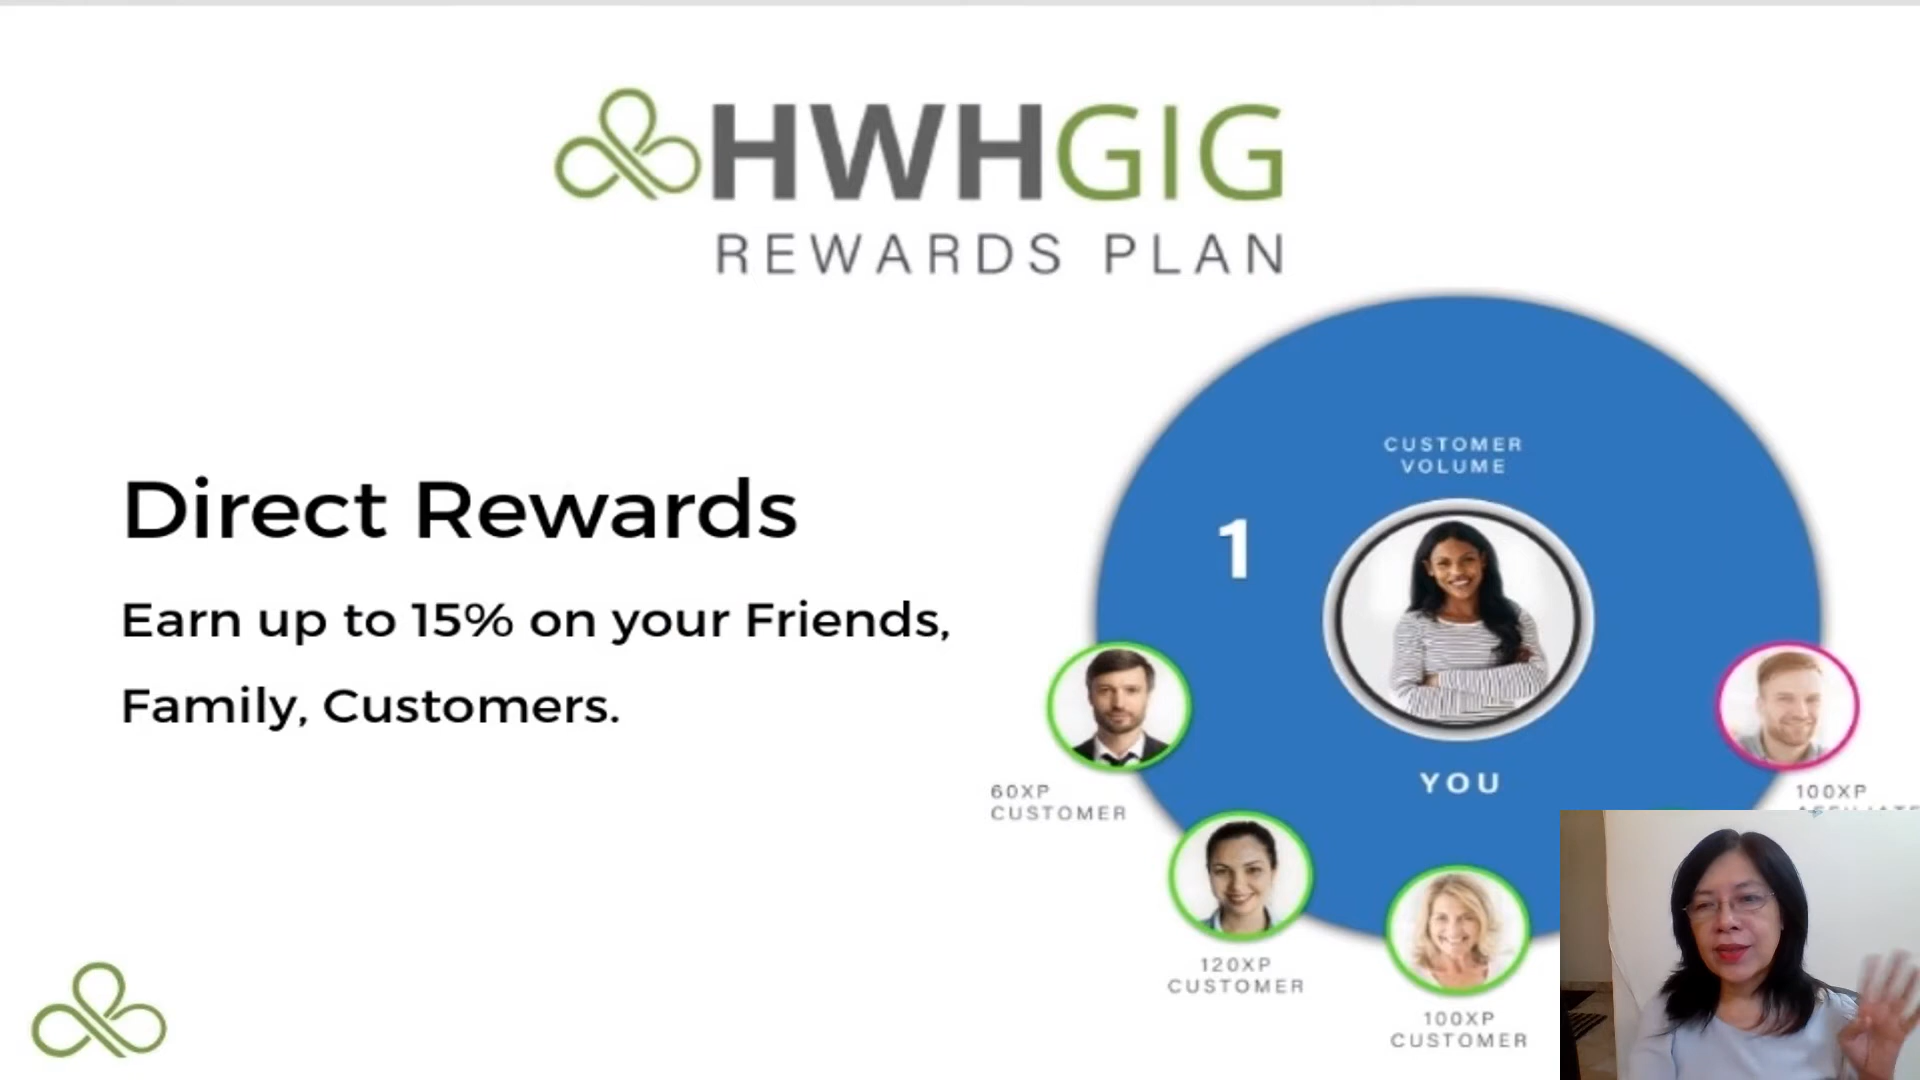 HWHGIG
REWARDS PLAN
CUSTOMER
VOLUME
Direct Rewards
1
Earn up to 15% on your Friends,
Family, Customers.
YOU
60XP
CUSTOMER
100XP
120XP
CUSTOMER
100XP
CUSTOMER